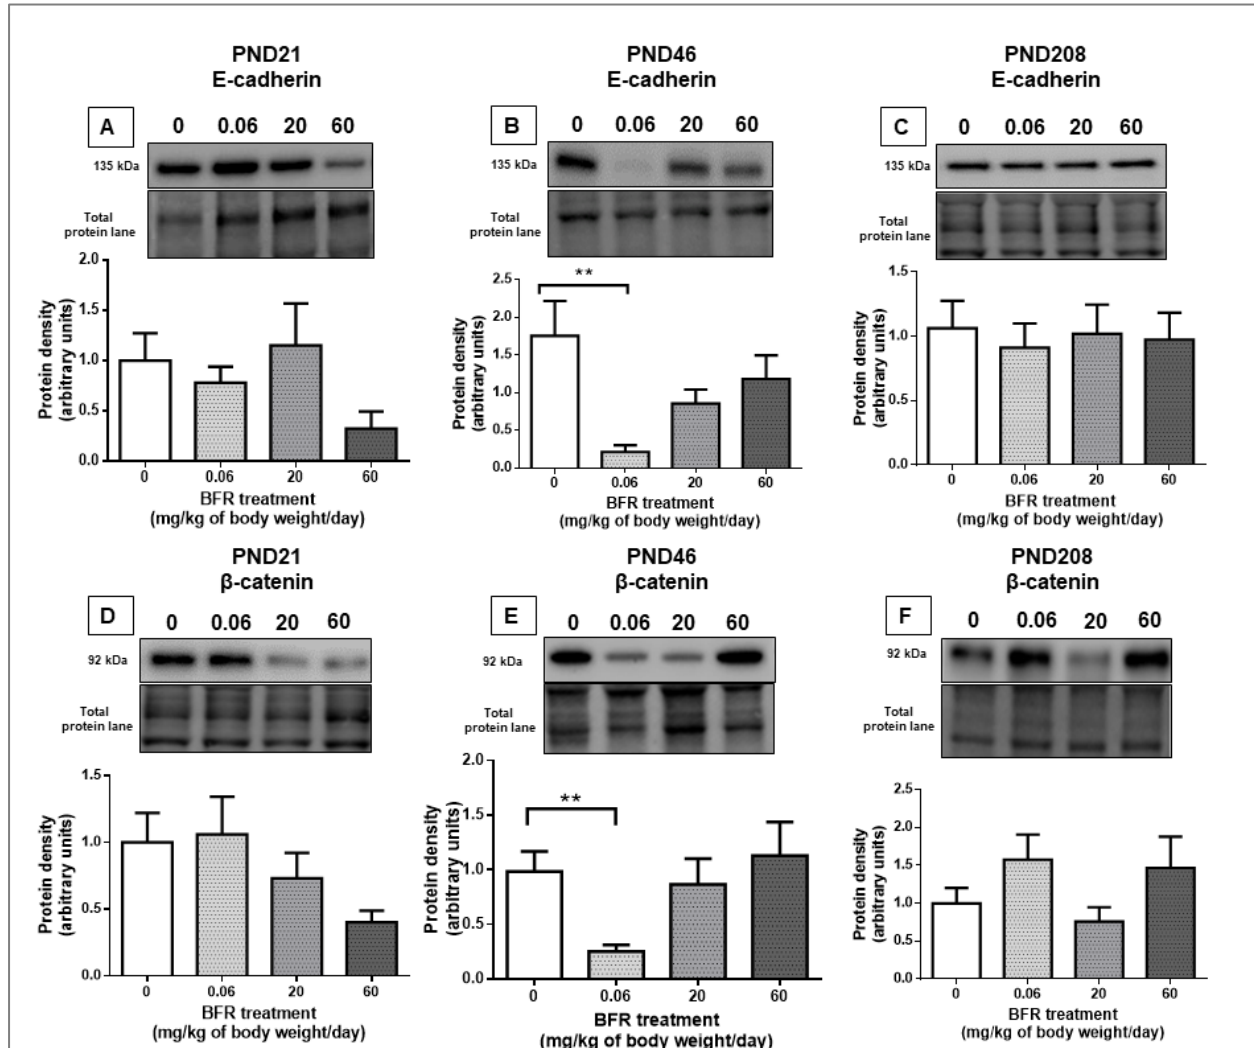 PND21
E-cadherin
PND46
E-cadherin
PND208
E-cadherin
A
0 0.06 20 60
135 kDa
Total
protein lane
Protein density
(arbitrary units)
2.0
1.5
1.0
0.5
0.0
0 0.06 20 60
BFR treatment
(mg/kg of body weight/day)
B
0 0.06 20 60
135 kDa
Total
protein lane
Protein density
(arbitrary units)
2.5
2.0
1.5
1.0
0.5
0.0
**
0 0.06 20 60
BFR treatment
(mg/kg of body weight/day)
C
0 0.06 20 60
135 kDa
Total
protein lane
Protein density
(arbitrary units)
1.5
1.0
0.5
0.0
0 0.06 20 60
BFR treatment
(mg/kg of body weight/day)
PND21
β-catenin
PND46
β-catenin
PND208
β-catenin
D
0 0.06 20 60
92 kDa
Total
protein lane
Protein density
(arbitrary units)
1.5
1.0
0.5
0.0
0 0.06 20 60
BFR treatment
(mg/kg of body weight/day)
E
0 0.06 20 60
92 kDa
Total
protein lane
Protein density
(arbitrary units)
2.0
1.5
1.0
0.5
0.0
**
0 0.06 20 60
BFR treatment
(mg/kg of body weight/day)
F
0 0.06 20 60
92 kDa
Total
protein lane
Protein density
(arbitrary units)
2.5
2.0
1.5
1.0
0.5
0.0
0 0.06 20 60
BFR treatment
(mg/kg of body weight/day)